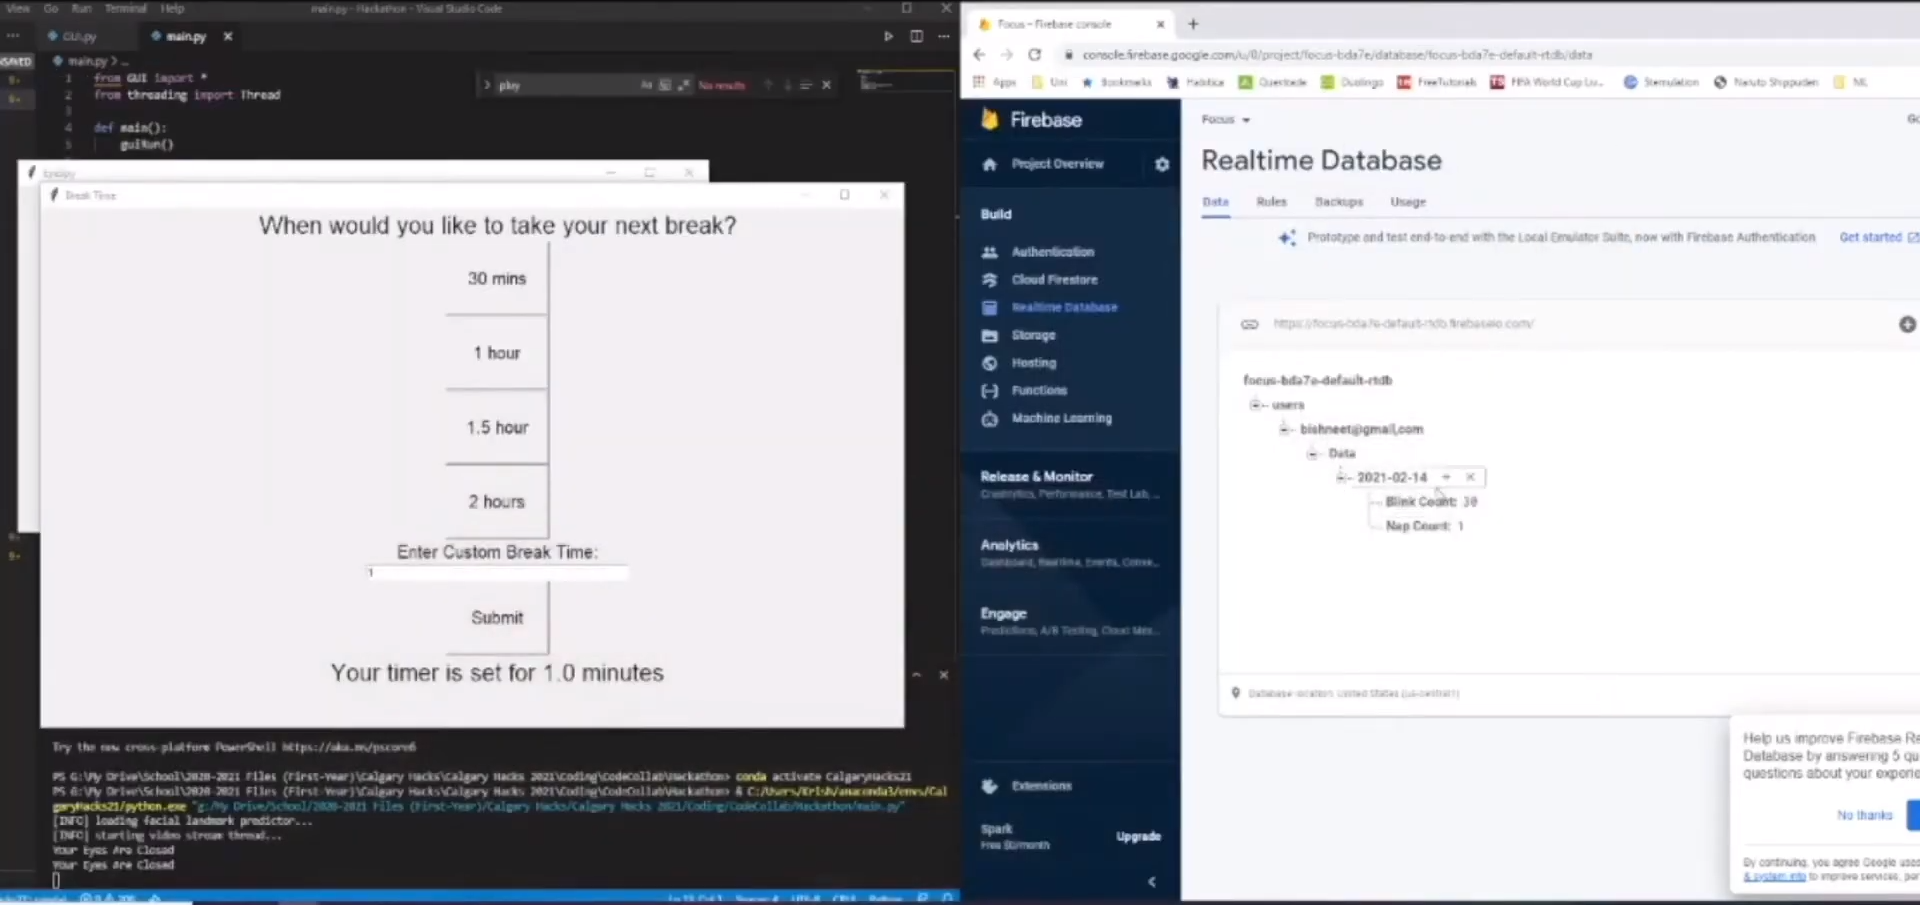 View Go Run Terminal Help main.py - Hackathon - Visual Studio Code
GUI.py main.py
main.py > ...
1 from GUI import *
2 from threading import Thread
3
4 def main():
5 guiRun()
play Aa No results
Break Time
When would you like to take your next break?
30 mins
1 hour
1.5 hour
2 hours
Enter Custom Break Time:
1
Submit
Your timer is set for 1.0 minutes
Try the new cross-platform PowerShell https://aka.ms/pscore6
PS G:\My Drive\School\2020-2021 Files (First-Year)\Calgary Hacks\Calgary Hacks 2021\Coding\CodeCollab\Hackathon> conda activate CalgaryHacks21
PS G:\My Drive\School\2020-2021 Files (First-Year)\Calgary Hacks\Calgary Hacks 2021\Coding\CodeCollab\Hackathon> & C:/Users/Krish/anaconda3/envs/Cal
garyHacks21/python.exe "g:/My Drive/School/2020-2021 Files (First-Year)/Calgary Hacks/Calgary Hacks 2021/Coding/CodeCollab/Hackathon/main.py"
[INFO] loading facial landmark predictor...
[INFO] starting video stream thread...
Your Eyes Are Closed
Your Eyes Are Closed
Focus – Firebase console
console.firebase.google.com/u/0/project/focus-bda7e/database/focus-bda7e-default-rtdb/data
Apps Uni Bookmarks Habitica Questrade Duolingo FreeTutorials FIFA World Cup Liv... Stemulation Naruto Shippuden ML
Firebase
Project Overview
Build
Authentication
Cloud Firestore
Realtime Database
Storage
Hosting
Functions
Machine Learning
Release & Monitor
Crashlytics, Performance, Test Lab, ...
Analytics
Dashboard, Realtime, Events, Conve...
Engage
Predictions, A/B Testing, Cloud Mes...
Extensions
Spark
Free $0/month
Upgrade
Focus
Go
Realtime Database
Data Rules Backups Usage
Prototype and test end-to-end with the Local Emulator Suite, now with Firebase Authentication Get started
https://focus-bda7e-default-rtdb.firebaseio.com/
focus-bda7e-default-rtdb
users
bishneet@gmail,com
Data
2021-02-14
Blink Count: 30
Nap Count: 1
Database location: United States (us-central1)
Help us improve Firebase Re
Database by answering 5 qu
questions about your experie
No thanks
By continuing, you agree Google uses
& system info to improve services, per